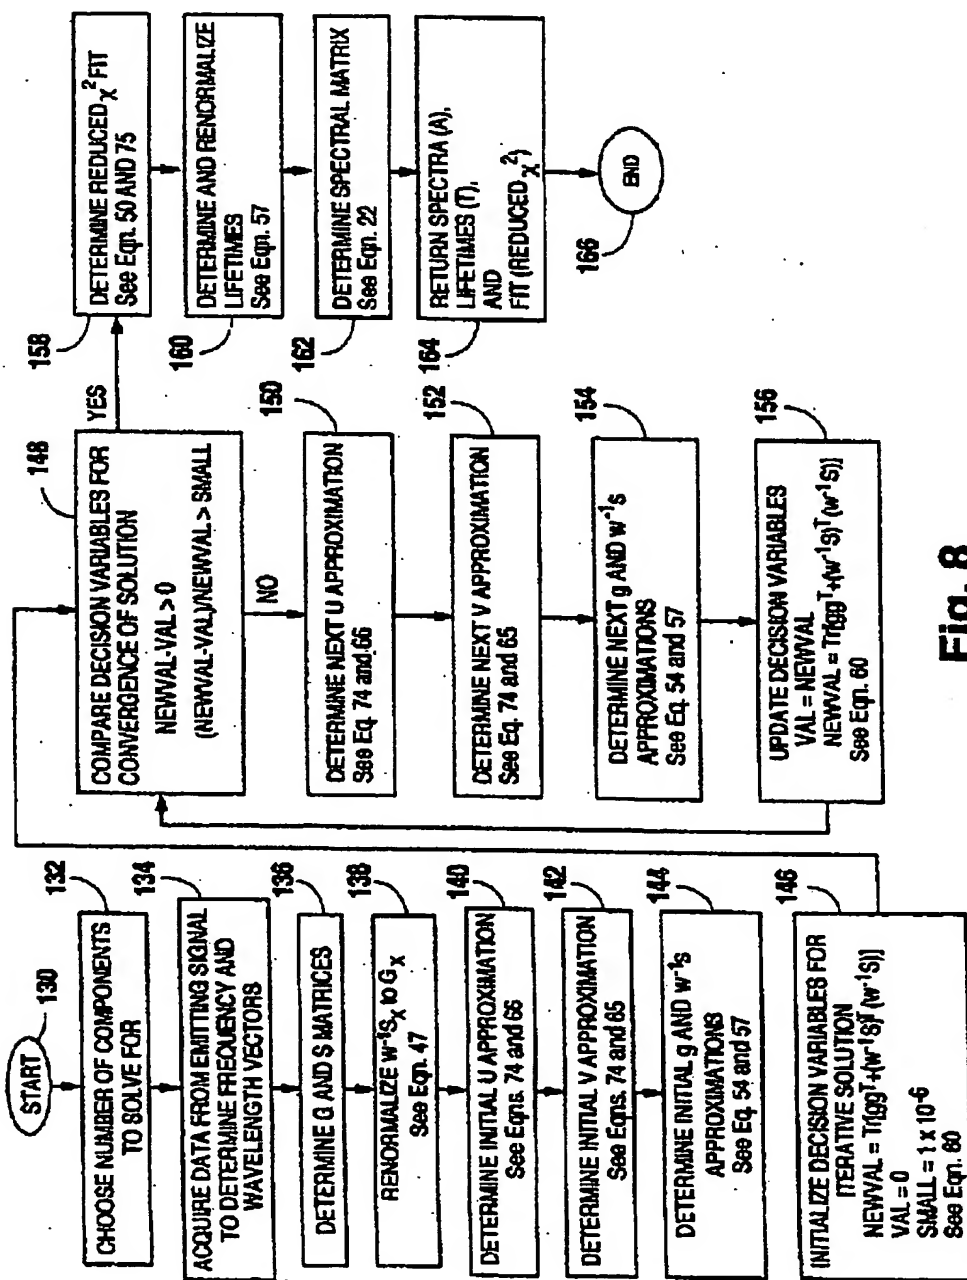 START
130
CHOOSE NUMBER OF COMPONENTS
TO SOLVE FOR
132
ACQUIRE DATA FROM EMITTING SIGNAL
TO DETERMINE FREQUENCY AND
WAVELENGTH VECTORS
134
DETERMINE G AND S MATRICES
136
RENORMALIZE w⁻¹Sₓ to Gₓ
See Eqn. 47
138
DETERMINE INITIAL U APPROXIMATION
See Eqns. 74 and 66
140
DETERMINE INITIAL V APPROXIMATION
See Eqns. 74 and 65
142
DETERMINE INITIAL g AND w⁻¹s
APPROXIMATIONS
See Eq. 54 and 57
144
INITIALIZE DECISION VARIABLES FOR
ITERATIVE SOLUTION
NEWVAL = Tr[ggᵀ+(w⁻¹S)ᵀ(w⁻¹S)]
VAL = 0
SMALL = 1 x 10⁻⁶
See Eqn. 60
146
COMPARE DECISION VARIABLES FOR
CONVERGENCE OF SOLUTION
NEWVAL-VAL > 0
(NEWVAL-VAL)/NEWVAL > SMALL
148
YES
NO
DETERMINE NEXT U APPROXIMATION
See Eq. 74 and 66
150
DETERMINE NEXT V APPROXIMATION
See Eq. 74 and 65
152
DETERMINE NEXT g AND w⁻¹s
APPROXIMATIONS
See Eq. 54 and 57
154
UPDATE DECISION VARIABLES
VAL = NEWVAL
NEWVAL = Tr[ggᵀ+(w⁻¹S)ᵀ(w⁻¹S)]
See Eqn. 60
156
DETERMINE REDUCED χ² FIT
See Eqn. 50 AND 75
158
DETERMINE AND RENORMALIZE
LIFETIMES
See Eqn. 57
160
DETERMINE SPECTRAL MATRIX
See Eqn. 22
162
RETURN SPECTRA (A),
LIFETIMES (T),
AND
FIT (REDUCED χ²)
164
END
166
Fig. 8